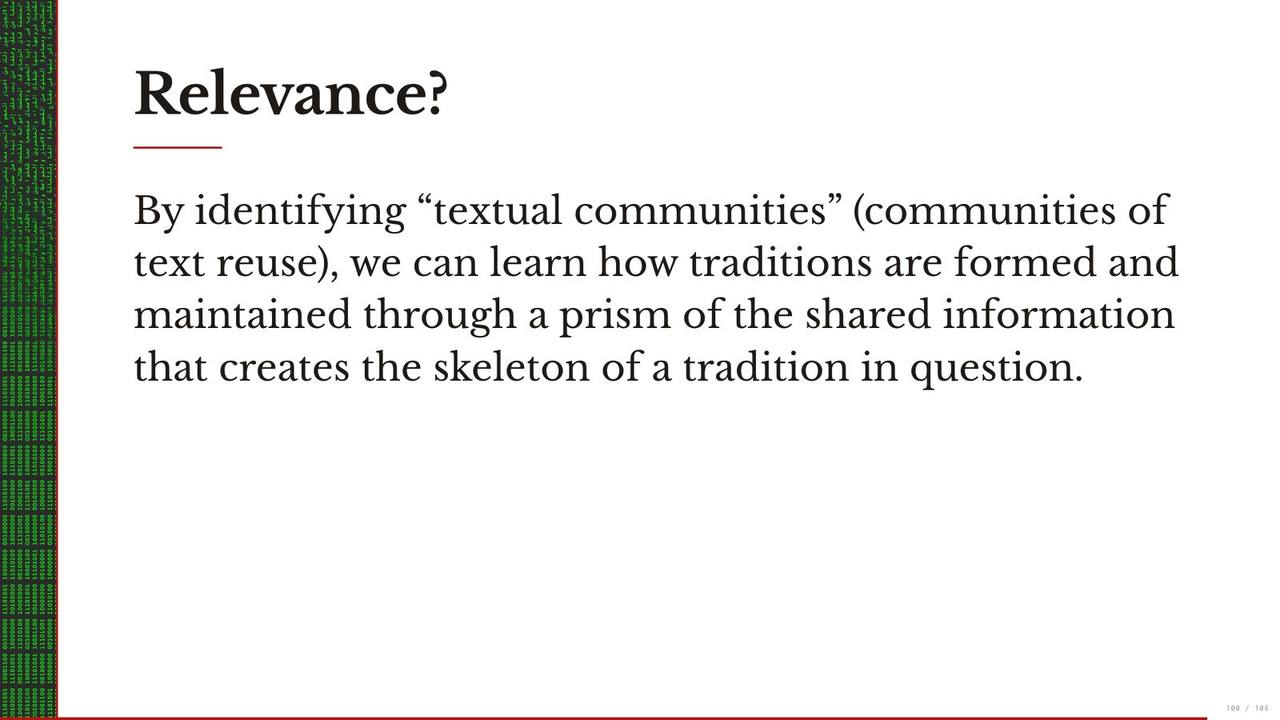 Relevance?
By identifying “textual communities” (communities of
text reuse), we can learn how traditions are formed and
maintained through a prism of the shared information
that creates the skeleton of a tradition in question.
100 / 106